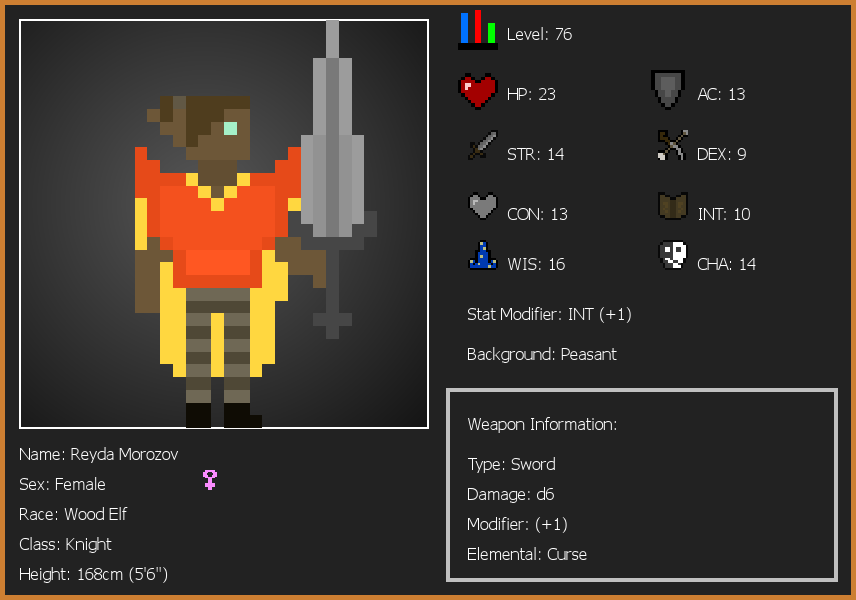 Level: 76
HP: 23
AC: 13
STR: 14
DEX: 9
CON: 13
INT: 10
WIS: 16
CHA: 14
Stat Modifier: INT (+1)
Background: Peasant
Weapon Information:
Type: Sword
Damage: d6
Modifier: (+1)
Elemental: Curse
Name: Reyda Morozov
Sex: Female
Race: Wood Elf
Class: Knight
Height: 168cm (5'6")